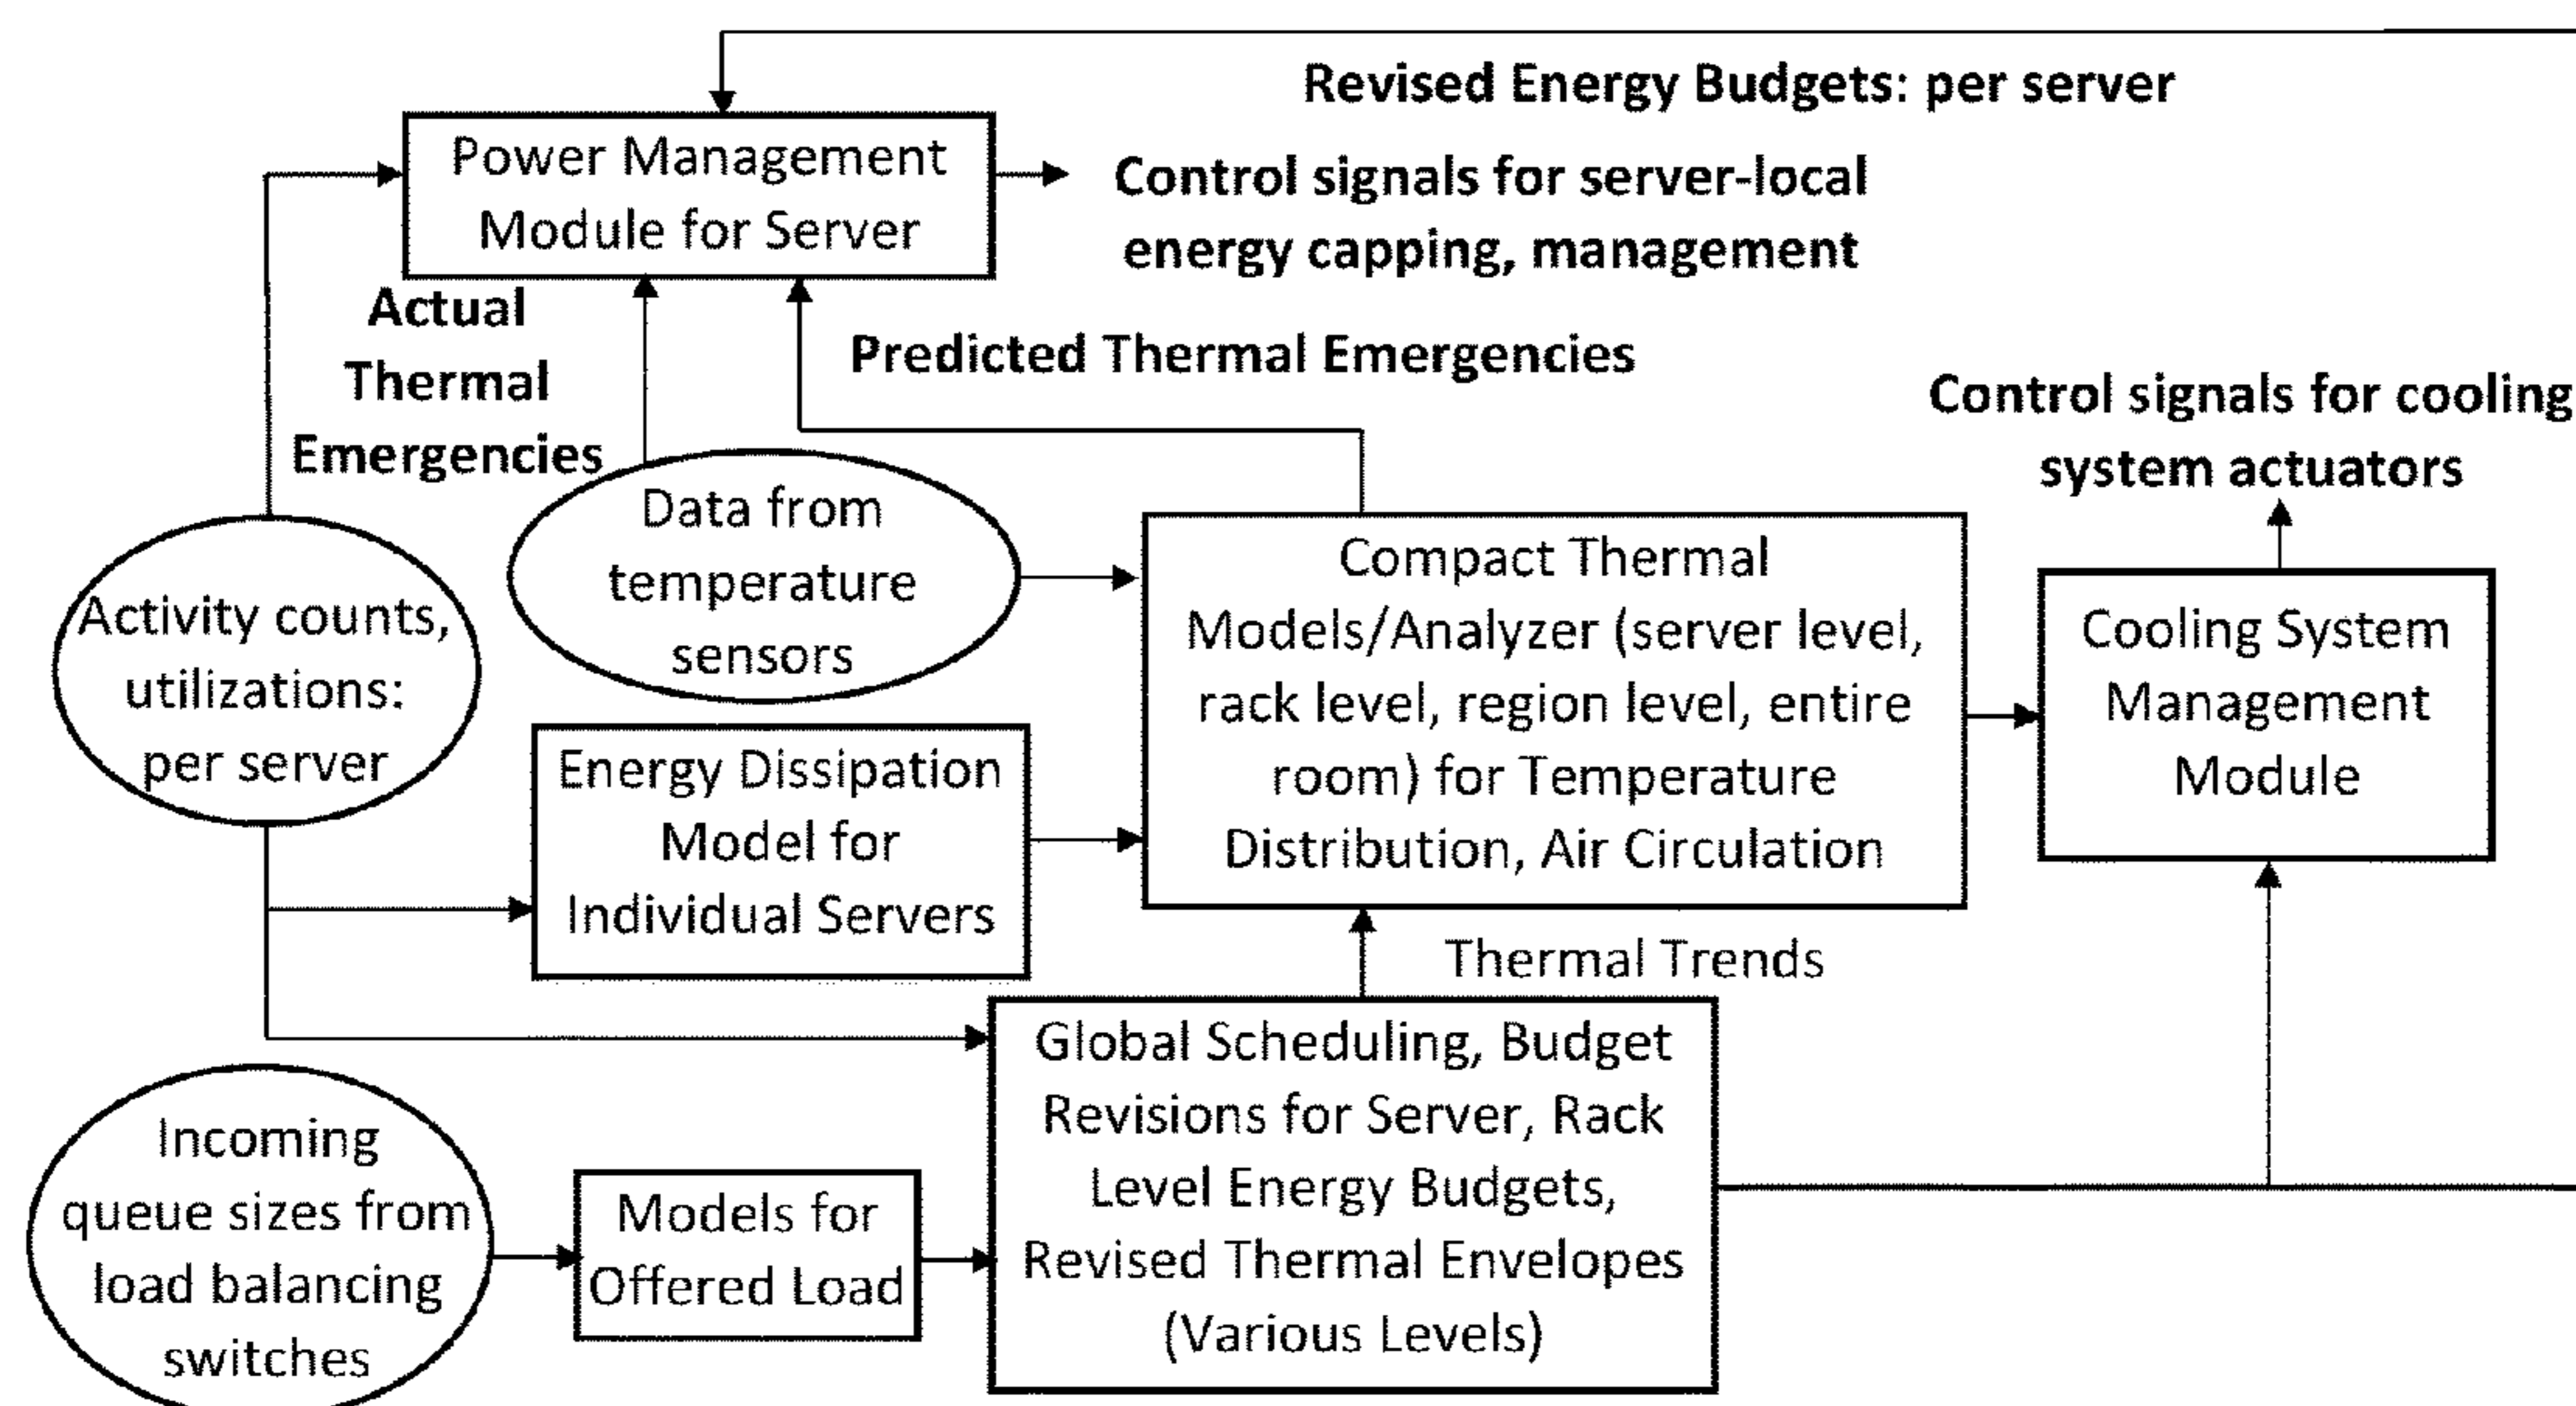 Revised Energy Budgets: per server
Power Management
Module for Server
Control signals for server-local
energy capping, management
Actual
Thermal
Emergencies
Predicted Thermal Emergencies
Control signals for cooling
system actuators
Data from
temperature
sensors
Activity counts,
utilizations:
per server
Compact Thermal
Models/Analyzer (server level,
rack level, region level, entire
room) for Temperature
Distribution, Air Circulation
Cooling System
Management
Module
Energy Dissipation
Model for
Individual Servers
Thermal Trends
Global Scheduling, Budget
Revisions for Server, Rack
Level Energy Budgets,
Revised Thermal Envelopes
(Various Levels)
Incoming
queue sizes from
load balancing
switches
Models for
Offered Load